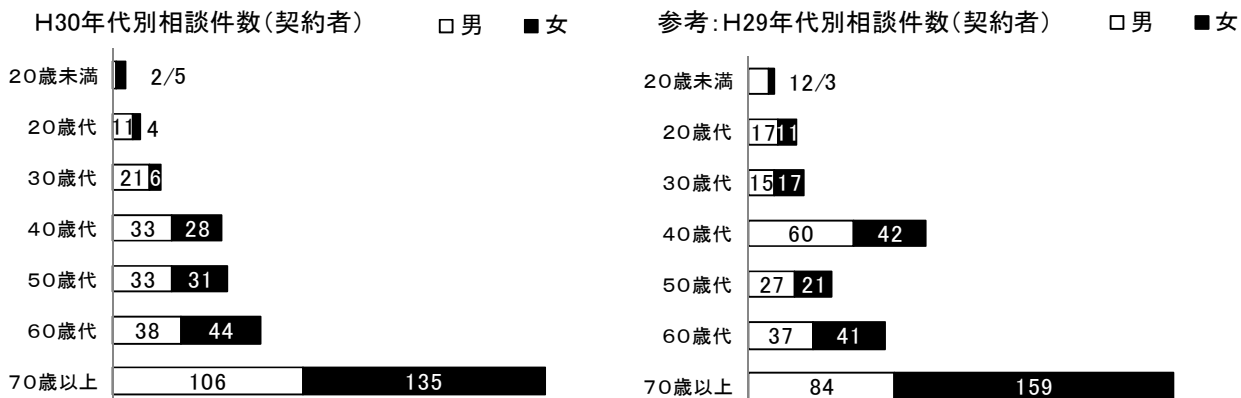 H30年代別相談件数(契約者) □男 ■女
20歳未満 2/5
20歳代 11 4
30歳代 21 6
40歳代 33 28
50歳代 33 31
60歳代 38 44
70歳以上 106 135
参考:H29年代別相談件数(契約者) □男 ■女
20歳未満 12/3
20歳代 17 11
30歳代 15 17
40歳代 60 42
50歳代 27 21
60歳代 37 41
70歳以上 84 159